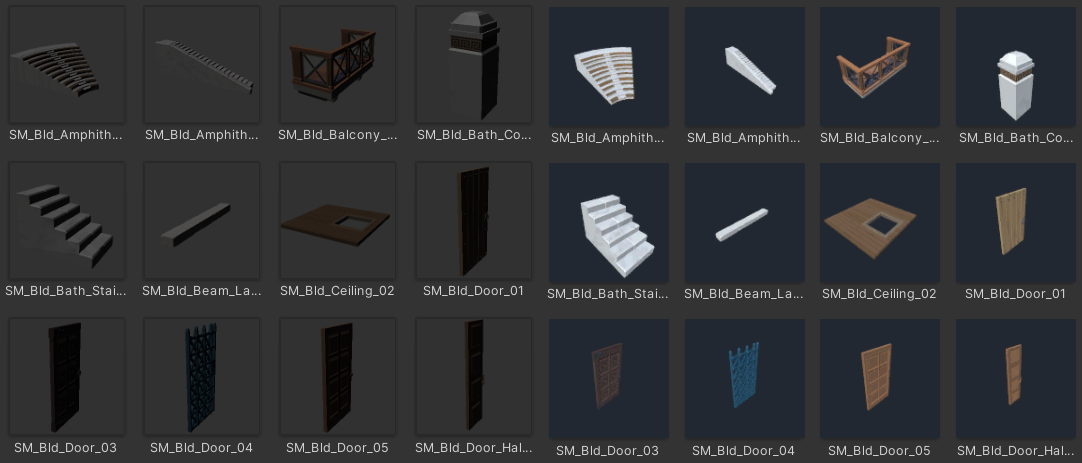 SM_Bld_Amphith... SM_Bld_Amphith... SM_Bld_Balcony_... SM_Bld_Bath_Co... SM_Bld_Amphith... SM_Bld_Amphith... SM_Bld_Balcony_... SM_Bld_Bath_Co...
SM_Bld_Bath_Stai... SM_Bld_Beam_La... SM_Bld_Ceiling_02 SM_Bld_Door_01 SM_Bld_Bath_Stai... SM_Bld_Beam_La... SM_Bld_Ceiling_02 SM_Bld_Door_01
SM_Bld_Door_03 SM_Bld_Door_04 SM_Bld_Door_05 SM_Bld_Door_Hal... SM_Bld_Door_03 SM_Bld_Door_04 SM_Bld_Door_05 SM_Bld_Door_Hal...